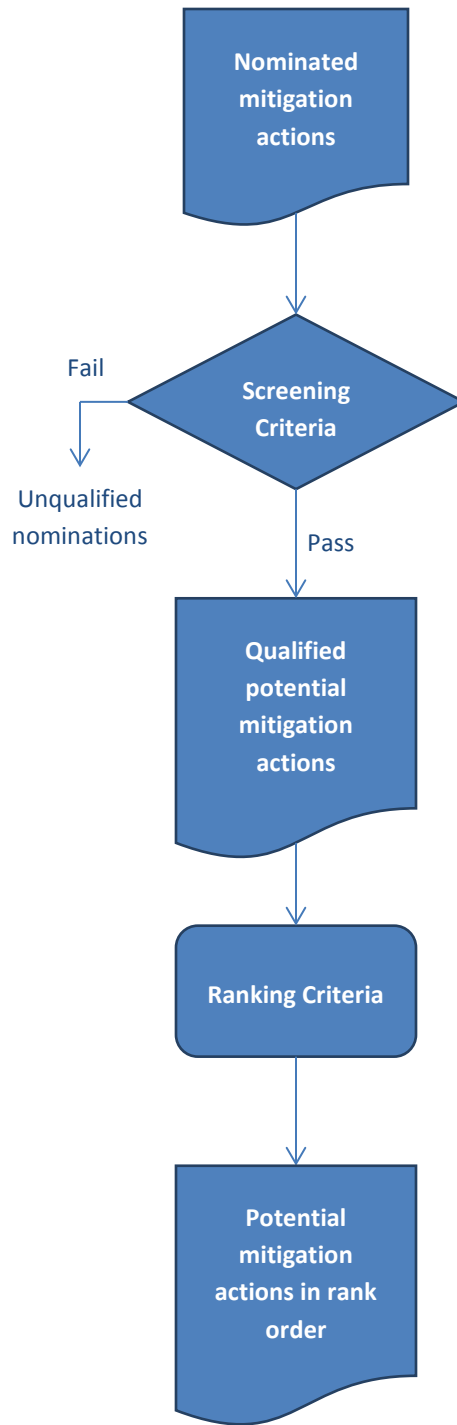 Nominated
mitigation
actions
Fail
Screening
Criteria
Unqualified
nominations
Pass
Qualified
potential
mitigation
actions
Ranking Criteria
Potential
mitigation
actions in rank
order